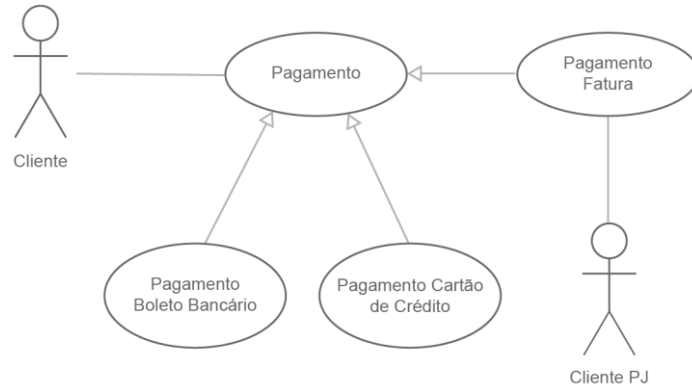 Pagamento
Pagamento
Fatura
Cliente
Pagamento
Boleto Bancário
Pagamento Cartão
de Crédito
Cliente PJ